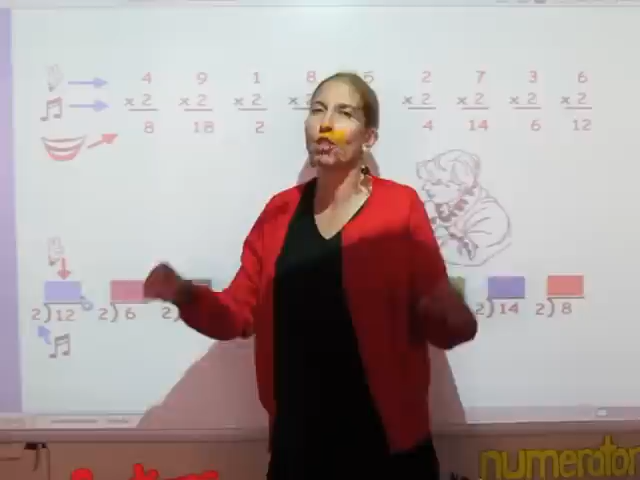 4 9 1 8 5 2 7 3 6
x 2 x 2 x 2 x 2 x 2 x 2 x 2 x 2
8 18 2 4 14 6 12
2)12 2) 6 2) 2)14 2) 8
numerator